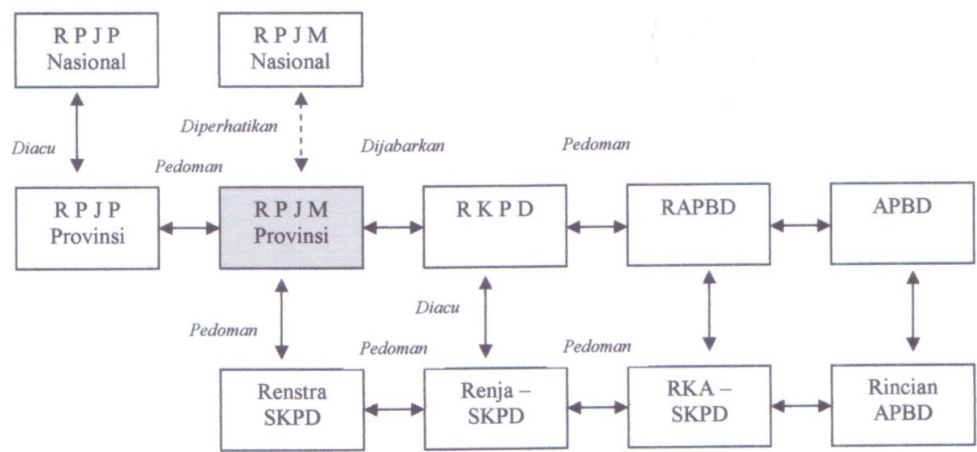 R P J P
Nasional
R P J M
Nasional
Diacu
Diperhatikan
Pedoman
Dijabarkan
Pedoman
R P J P
Provinsi
R P J M
Provinsi
R K P D
RAPBD
APBD
Pedoman
Diacu
Pedoman
Pedoman
Renstra
SKPD
Renja –
SKPD
RKA –
SKPD
Rincian
APBD